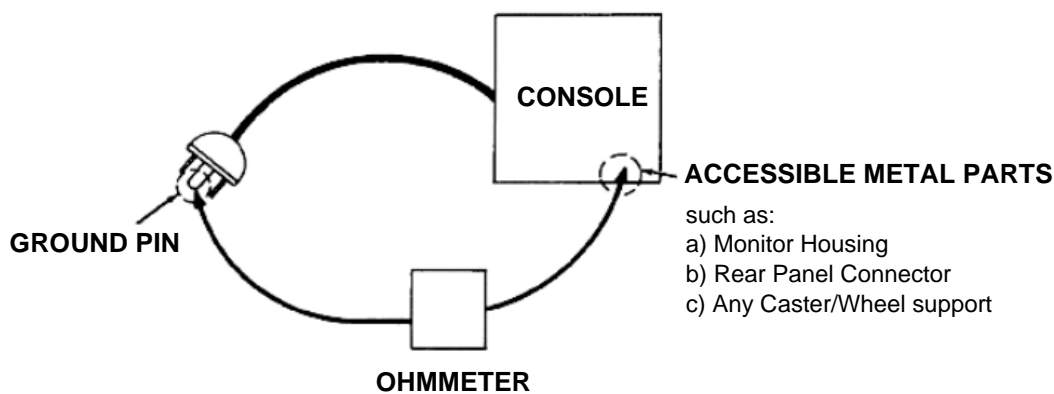 CONSOLE
ACCESSIBLE METAL PARTS
such as:
a) Monitor Housing
b) Rear Panel Connector
c) Any Caster/Wheel support
GROUND PIN
OHMMETER